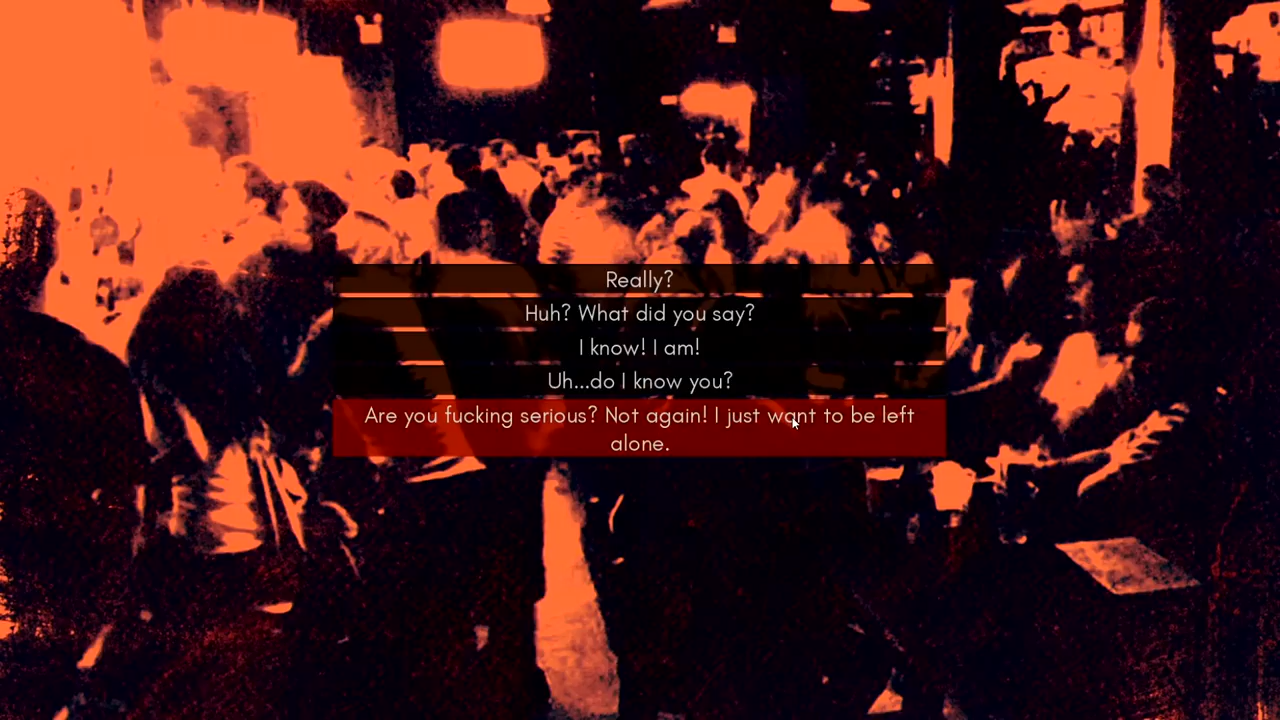 Really?
Huh? What did you say?
I know! I am!
Uh...do I know you?
Are you fucking serious? Not again! I just want to be left
alone.